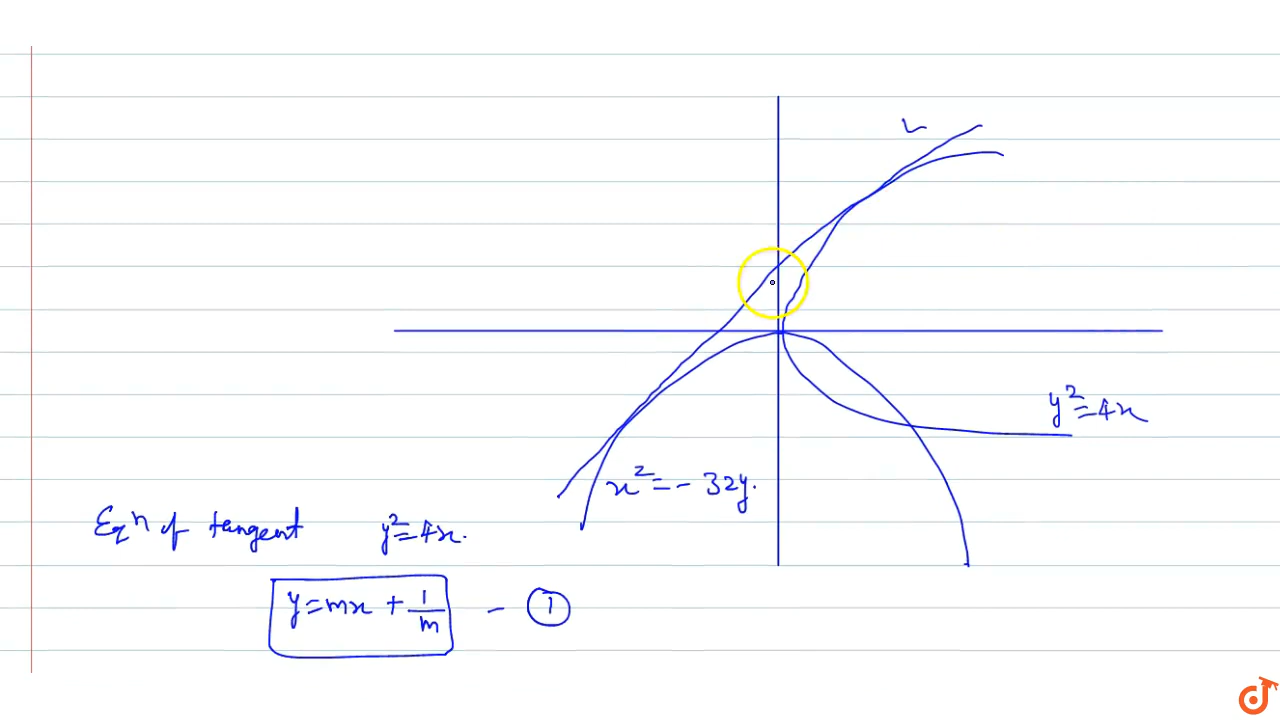 L
y²=4x
x²=-32y.
Eqⁿ of tangent y²=4x.
y=mx+1/m - ①